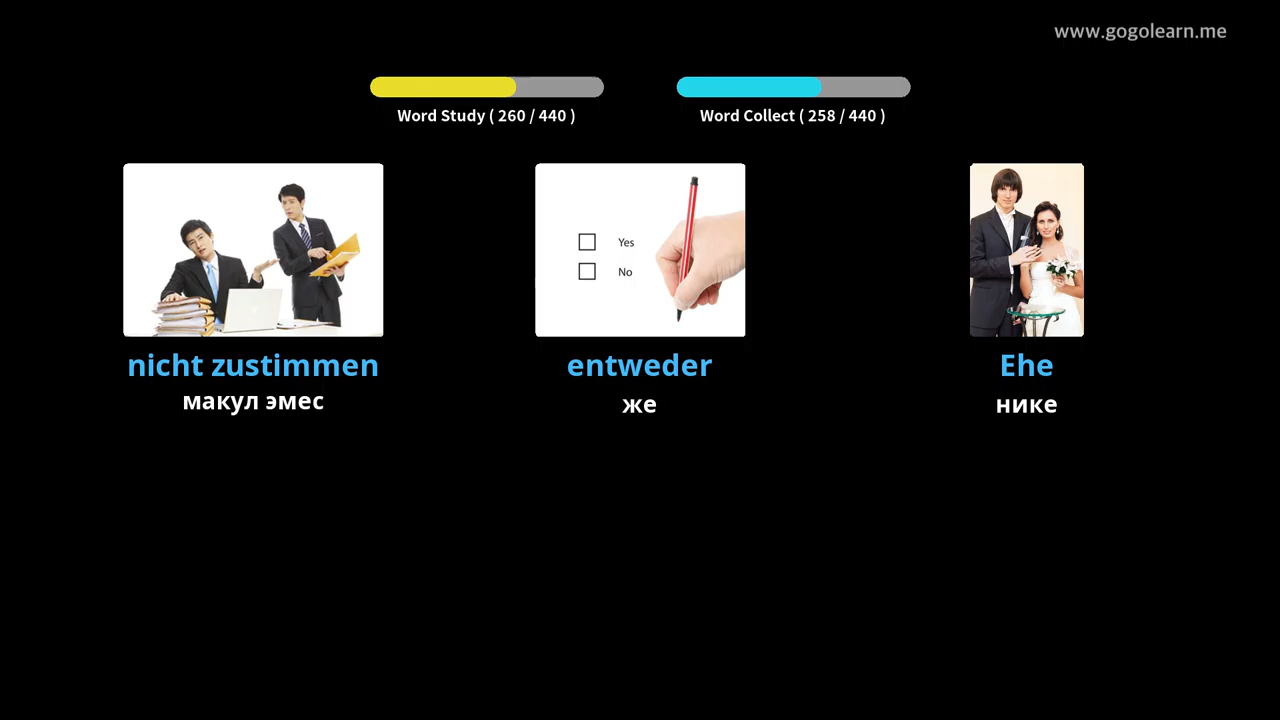 www.gogolearn.me
Word Study ( 260 / 440 )
Word Collect ( 258 / 440 )
Yes
No
nicht zustimmen
entweder
Ehe
макул эмес
же
нике